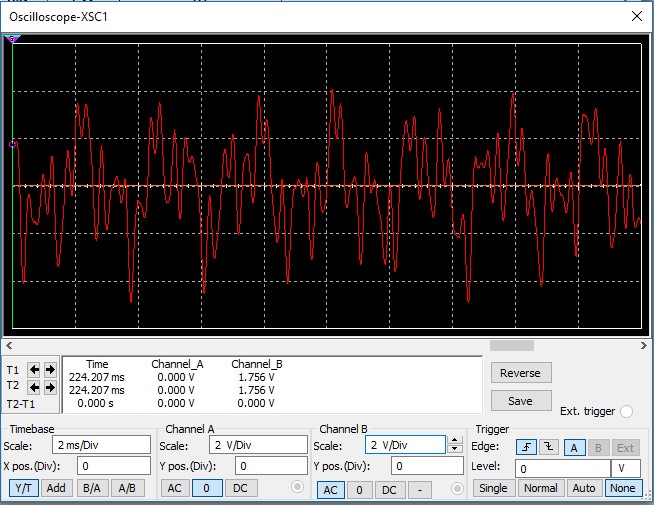 Oscilloscope-XSC1
T1
T2
T2-T1
Time Channel_A Channel_B
224.207 ms 0.000 V 1.756 V
224.207 ms 0.000 V 1.756 V
0.000 s 0.000 V 0.000 V
Reverse
Save
Ext. trigger
Timebase
Scale: 2 ms/Div
X pos.(Div): 0
Y/T Add B/A A/B
Channel A
Scale: 2 V/Div
Y pos.(Div): 0
AC 0 DC
Channel B
Scale: 2 V/Div
Y pos.(Div): 0
AC 0 DC -
Trigger
Edge: A B Ext
Level: 0 V
Single Normal Auto None